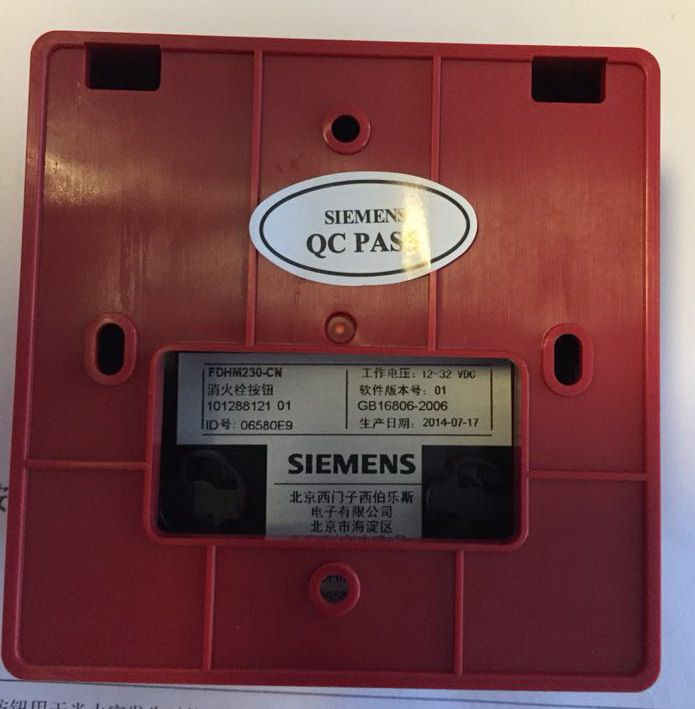 SIEMENS
QC PASS
FDHM230-CN
消火栓按钮
101288121 01
ID号: 06580E9
工作电压: 12-32 VDC
软件版本号: 01
GB16806-2006
生产日期: 2014-07-17
SIEMENS
北京西门子西伯乐斯
电子有限公司
北京市海淀区